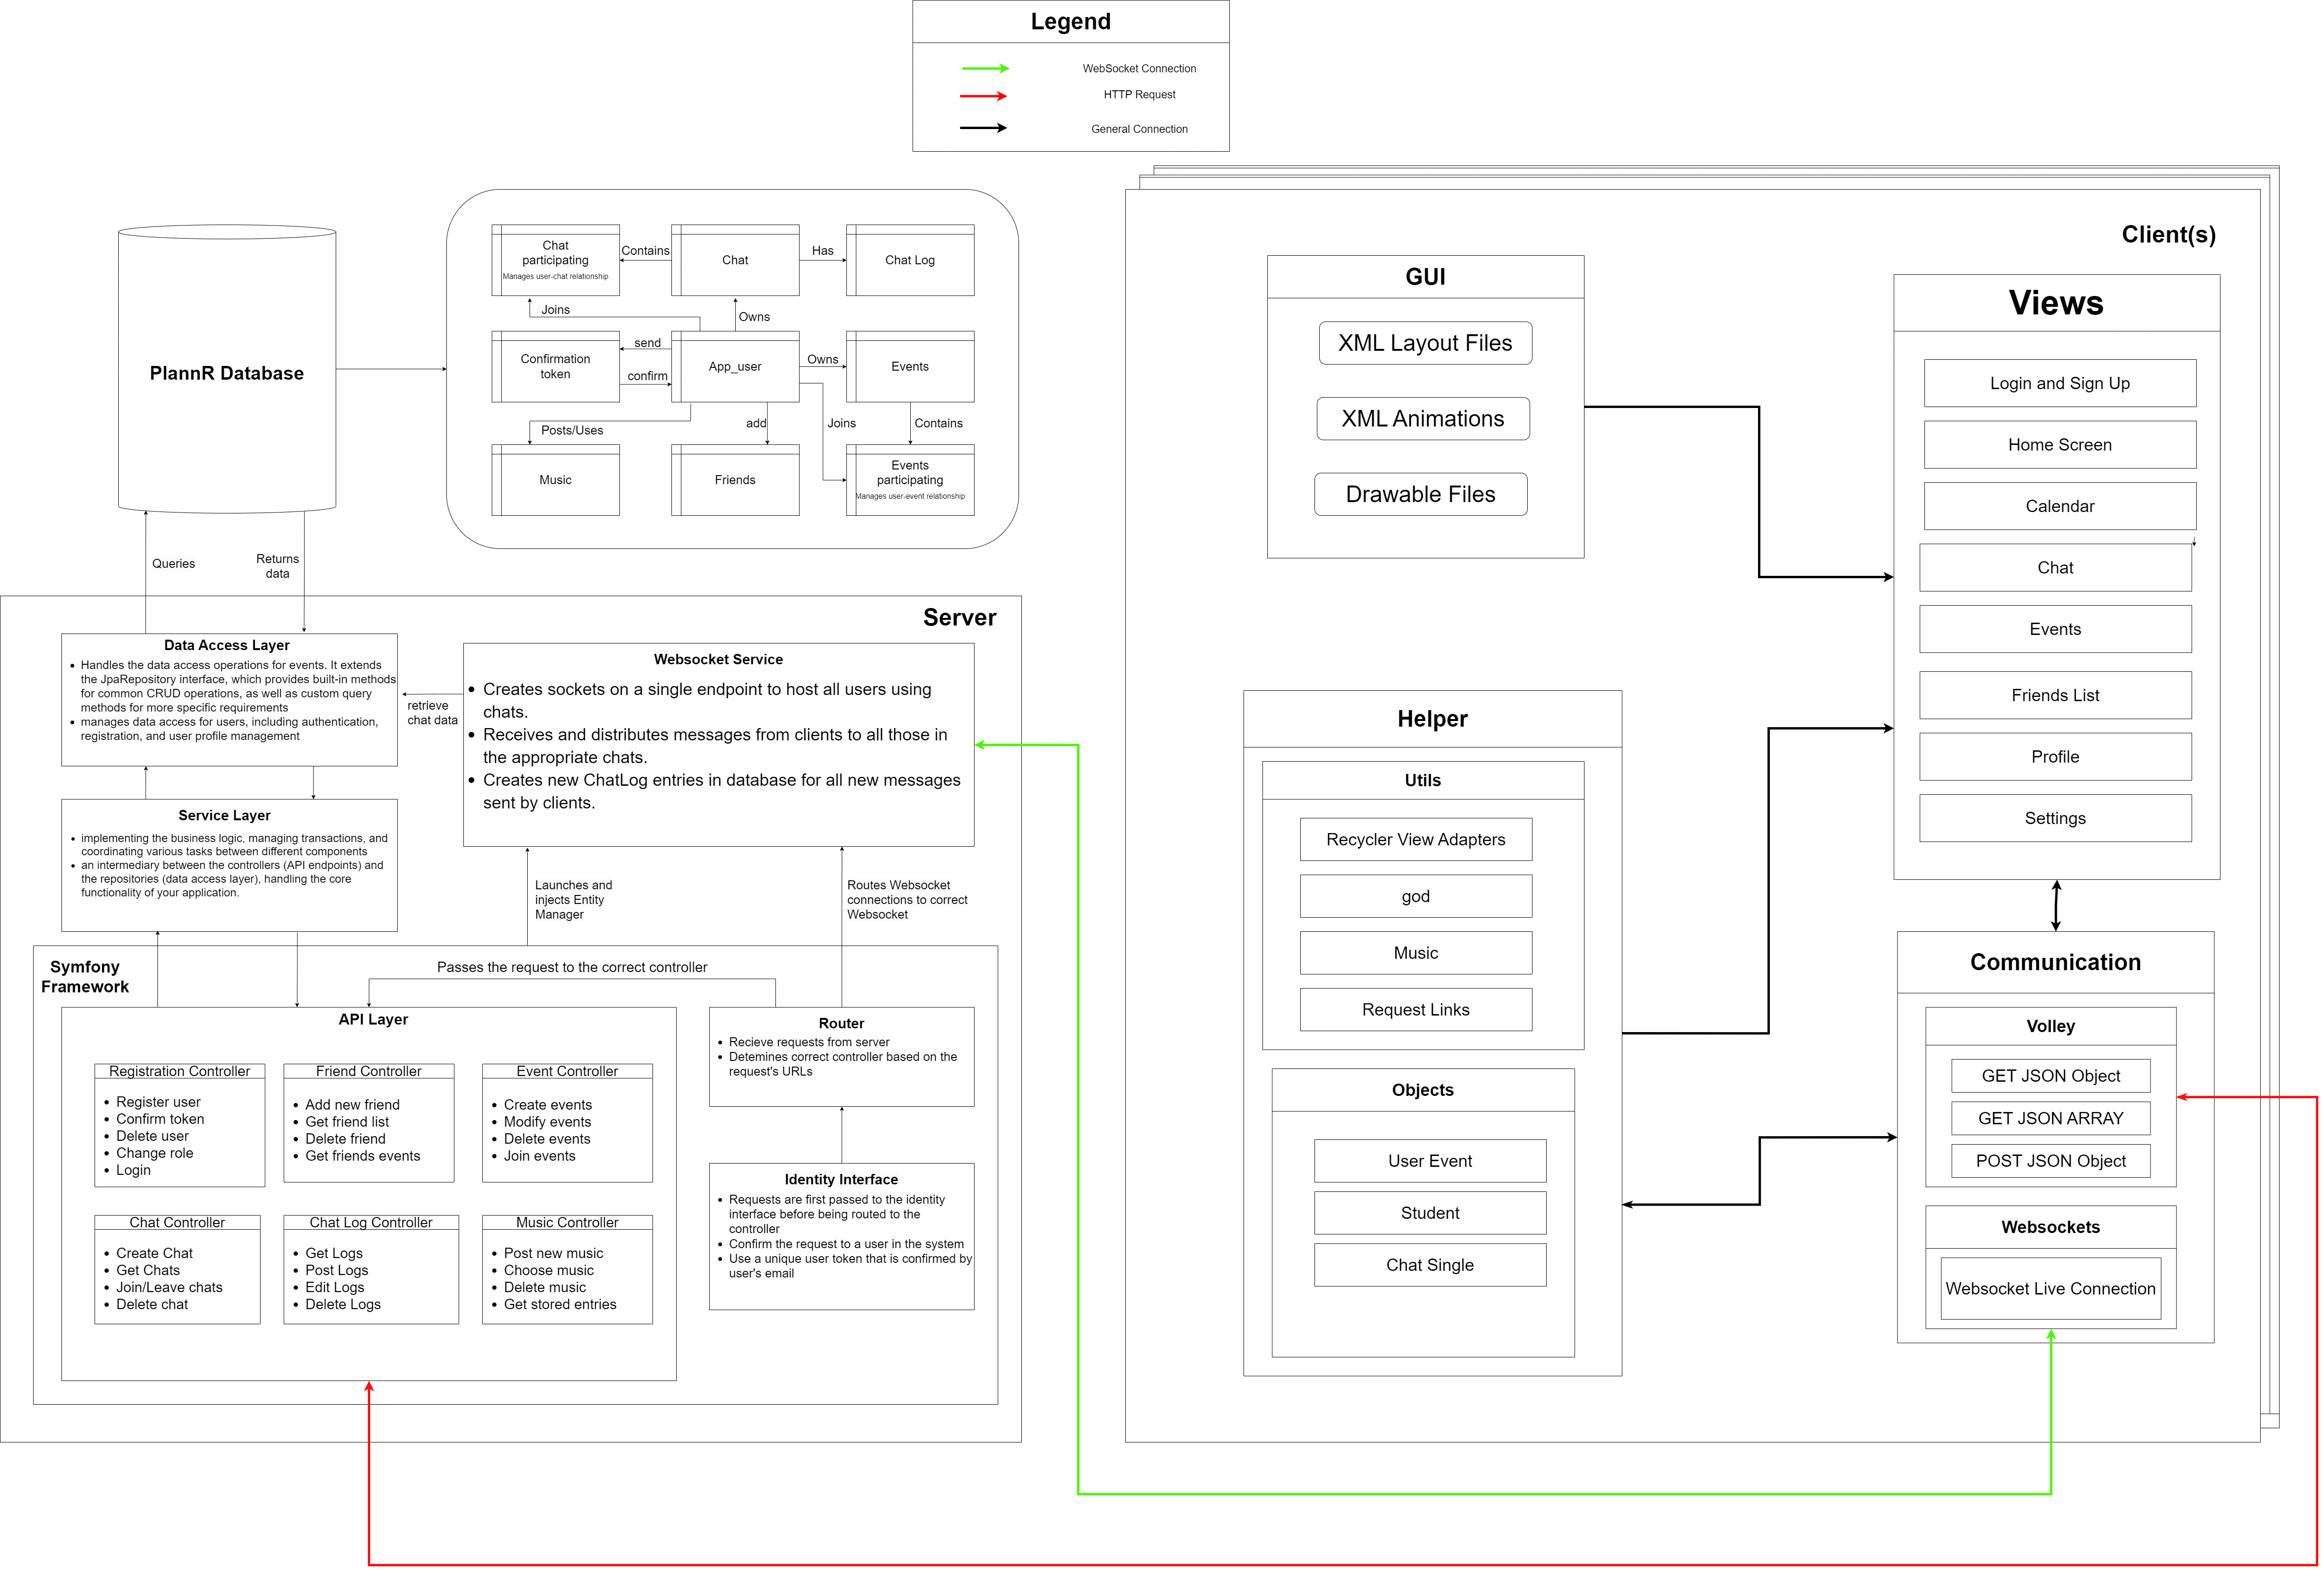 Legend
WebSocket Connection
HTTP Request
General Connection
PlannR Database
Chat
participating
Manages user-chat relationship
Contains
Chat
Has
Chat Log
Joins
Owns
Confirmation
token
send
confirm
App_user
Owns
Events
Posts/Uses
add
Joins
Contains
Music
Friends
Events
participating
Manages user-event relationship
Queries
Returns
data
Server
Data Access Layer
• Handles the data access operations for events. It extends
the JpaRepository interface, which provides built-in methods
for common CRUD operations, as well as custom query
methods for more specific requirements
• manages data access for users, including authentication,
registration, and user profile management
retrieve
chat data
Websocket Service
• Creates sockets on a single endpoint to host all users using
chats.
• Receives and distributes messages from clients to all those in
the appropriate chats.
• Creates new ChatLog entries in database for all new messages
sent by clients.
Service Layer
• implementing the business logic, managing transactions, and
coordinating various tasks between different components
• an intermediary between the controllers (API endpoints) and
the repositories (data access layer), handling the core
functionality of your application.
Launches and
injects Entity
Manager
Routes Websocket
connections to correct
Websocket
Symfony
Framework
Passes the request to the correct controller
API Layer
Registration Controller
• Register user
• Confirm token
• Delete user
• Change role
• Login
Friend Controller
• Add new friend
• Get friend list
• Delete friend
• Get friends events
Event Controller
• Create events
• Modify events
• Delete events
• Join events
Chat Controller
• Create Chat
• Get Chats
• Join/Leave chats
• Delete chat
Chat Log Controller
• Get Logs
• Post Logs
• Edit Logs
• Delete Logs
Music Controller
• Post new music
• Choose music
• Delete music
• Get stored entries
Router
• Recieve requests from server
• Detemines correct controller based on the
request's URLs
Identity Interface
• Requests are first passed to the identity
interface before being routed to the
controller
• Confirm the request to a user in the system
• Use a unique user token that is confirmed by
user's email
Client(s)
GUI
XML Layout Files
XML Animations
Drawable Files
Views
Login and Sign Up
Home Screen
Calendar
Chat
Events
Friends List
Profile
Settings
Helper
Utils
Recycler View Adapters
god
Music
Request Links
Objects
User Event
Student
Chat Single
Communication
Volley
GET JSON Object
GET JSON ARRAY
POST JSON Object
Websockets
Websocket Live Connection